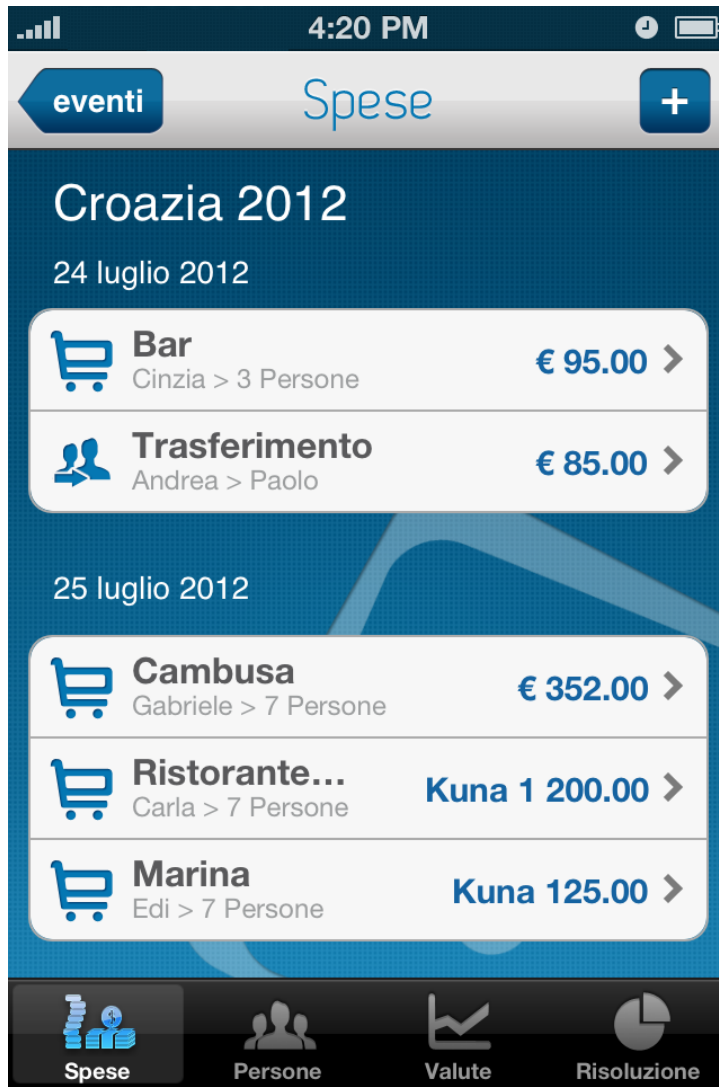 4:20 PM
eventi
Spese
+
Croazia 2012
24 luglio 2012
Bar
€ 95.00
Cinzia > 3 Persone
Trasferimento
€ 85.00
Andrea > Paolo
25 luglio 2012
Cambusa
€ 352.00
Gabriele > 7 Persone
Ristorante...
Kuna 1 200.00
Carla > 7 Persone
Marina
Kuna 125.00
Edi > 7 Persone
Spese
Persone
Valute
Risoluzione